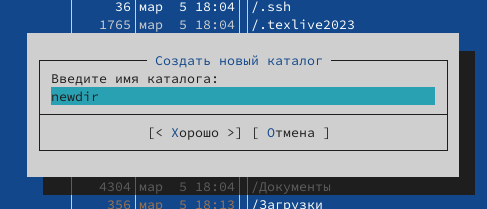 36 мар 5 18:04 /.ssh
1765 мар 5 18:04 /.texlive2023
Создать новый каталог
Введите имя каталога:
newdir
[< Хорошо >] [ Отмена ]
4304 мар 5 18:04 /Документы
356 мар 5 18:13 /Загрузки